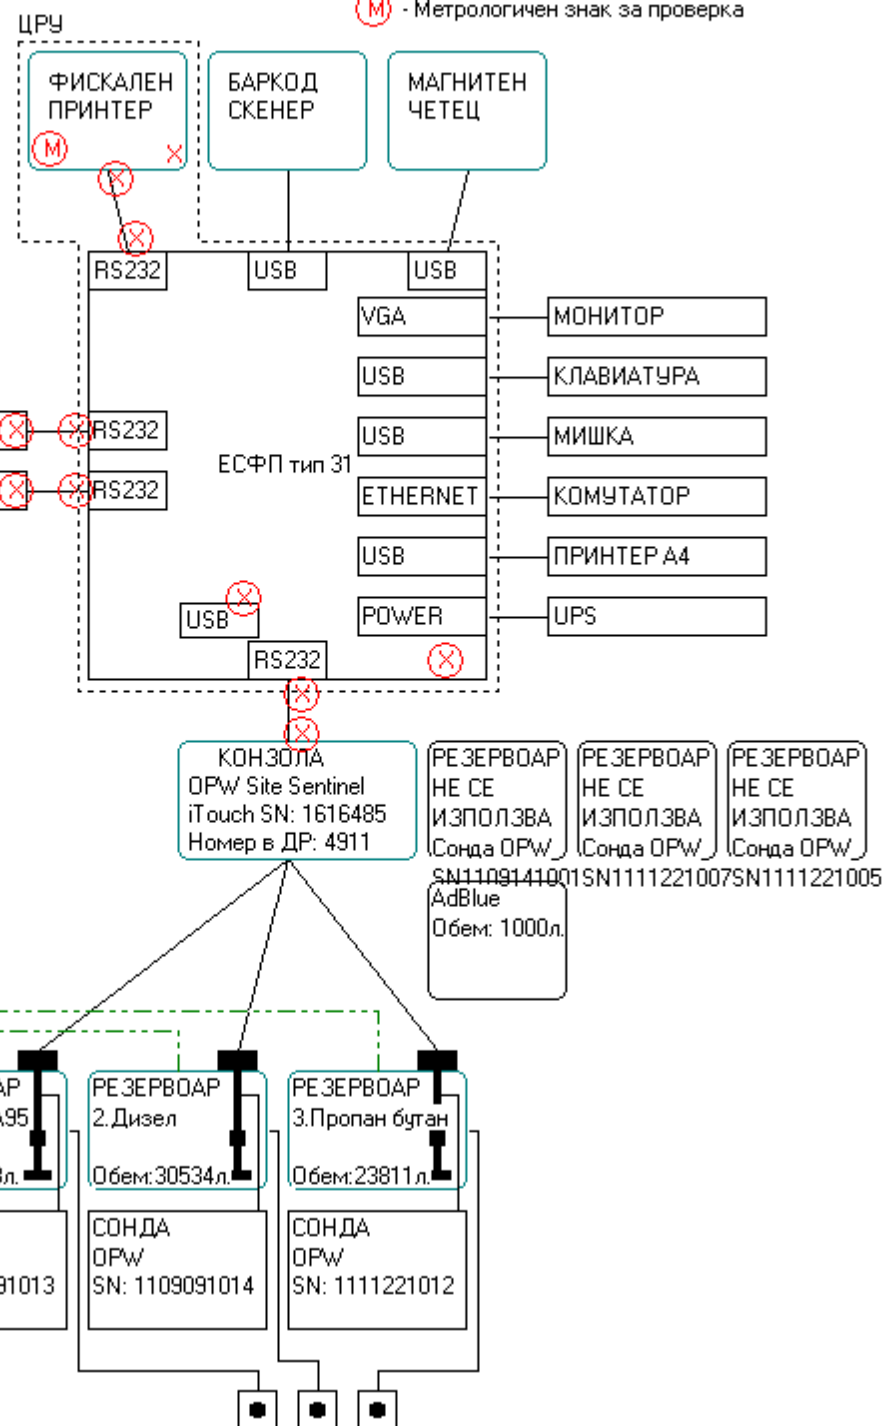 М - Метрологичен знак за проверка
ЦРУ
ФИСКАЛЕН
ПРИНТЕР
М X
БАРКОД
СКЕНЕР
МАГНИТЕН
ЧЕТЕЦ
X
X
RS232
USB
USB
VGA
МОНИТОР
USB
КЛАВИАТУРА
X X RS232
USB
МИШКА
ЕСФП тип 31
X X RS232
ETHERNET
КОМУТАТОР
USB
ПРИНТЕР А4
X
USB
POWER
UPS
RS232
X
X
X
КОНЗОЛА
OPW Site Sentinel
iTouch SN: 1616485
Номер в ДР: 4911
РЕЗЕРВОАР
НЕ СЕ
ИЗПОЛЗВА
Сонда OPW
SN1109141001
РЕЗЕРВОАР
НЕ СЕ
ИЗПОЛЗВА
Сонда OPW
SN1111221007
РЕЗЕРВОАР
НЕ СЕ
ИЗПОЛЗВА
Сонда OPW
SN1111221005
AdBlue
Обем: 1000л.
АР
А95
л.
91013
РЕЗЕРВОАР
2.Дизел
Обем:30534л.
СОНДА
OPW
SN: 1109091014
РЕЗЕРВОАР
3.Пропан бутан
Обем:23811л.
СОНДА
OPW
SN: 1111221012